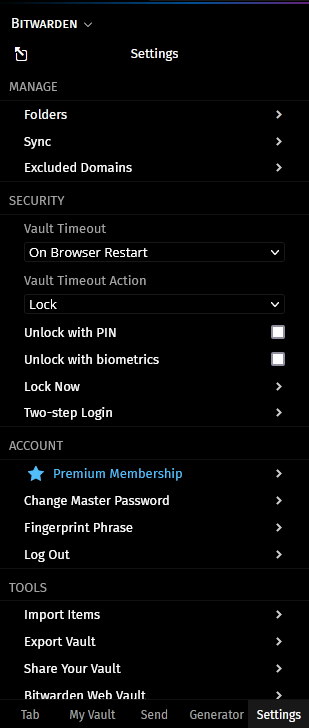 Bitwarden
Settings
MANAGE
Folders
Sync
Excluded Domains
SECURITY
Vault Timeout
On Browser Restart
Vault Timeout Action
Lock
Unlock with PIN
Unlock with biometrics
Lock Now
Two-step Login
ACCOUNT
Premium Membership
Change Master Password
Fingerprint Phrase
Log Out
TOOLS
Import Items
Export Vault
Share Your Vault
Bitwarden Web Vault
Tab My Vault Send Generator Settings